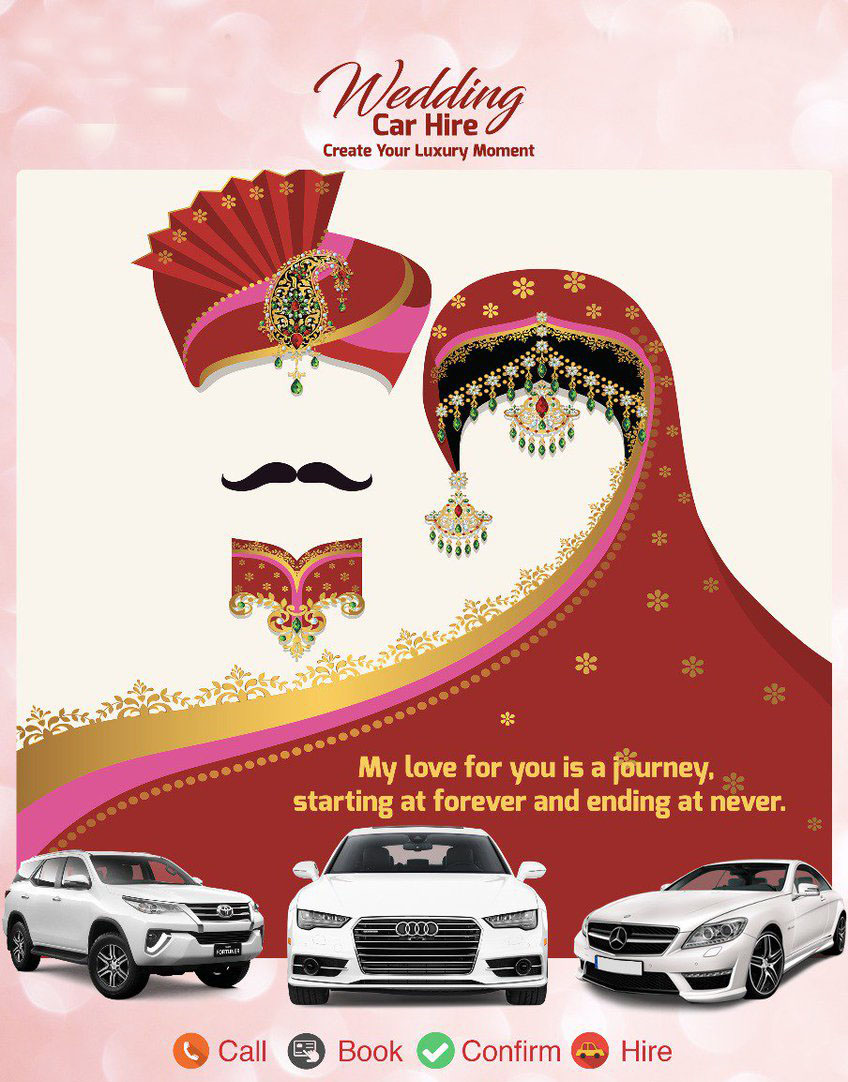 Wedding
Car Hire
Create Your Luxury Moment
My love for you is a journey,
starting at forever and ending at never.
FORTUNER
Call Book Confirm Hire